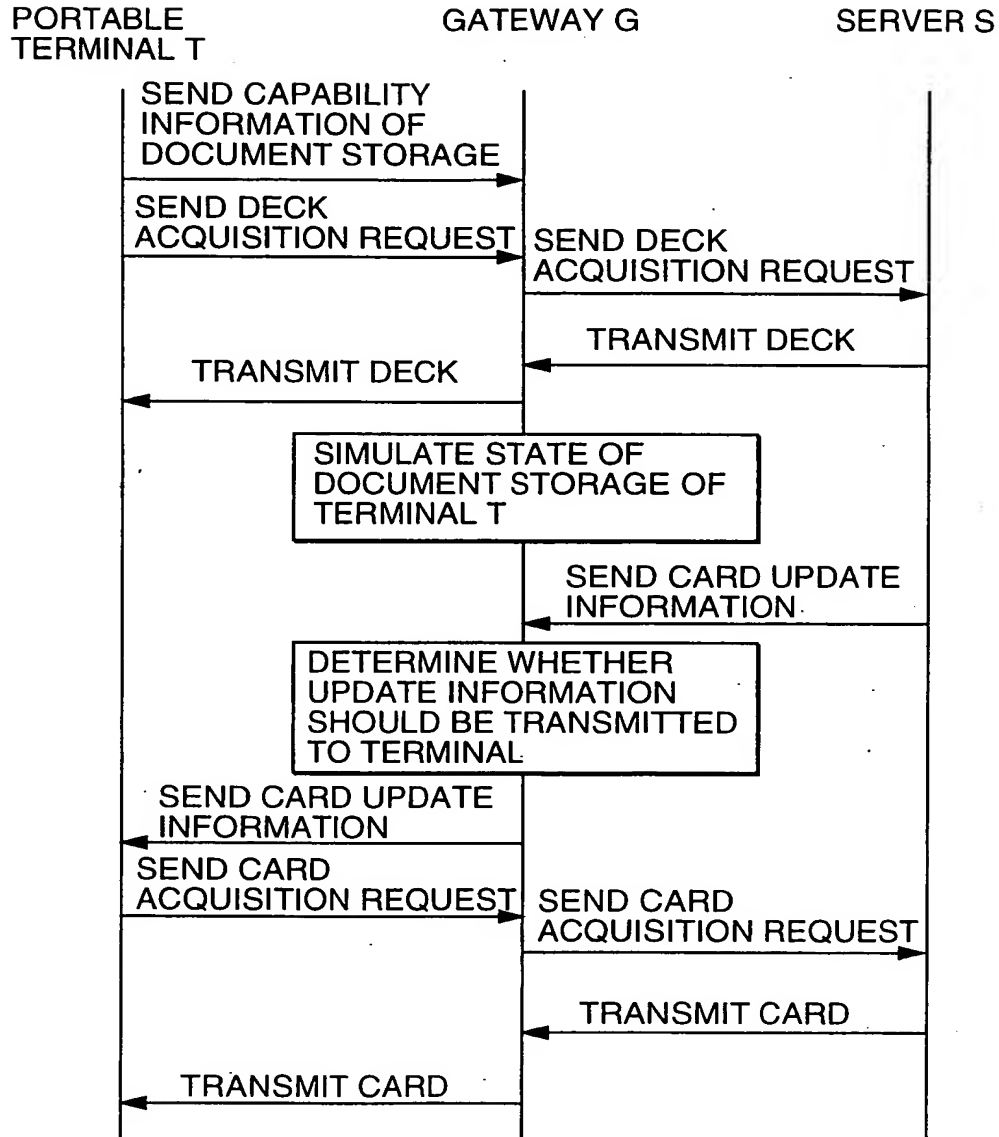 PORTABLE
TERMINAL T
GATEWAY G
SERVER S
SEND CAPABILITY
INFORMATION OF
DOCUMENT STORAGE
SEND DECK
ACQUISITION REQUEST
SEND DECK
ACQUISITION REQUEST
TRANSMIT DECK
TRANSMIT DECK
SIMULATE STATE OF
DOCUMENT STORAGE OF
TERMINAL T
SEND CARD UPDATE
INFORMATION
DETERMINE WHETHER
UPDATE INFORMATION
SHOULD BE TRANSMITTED
TO TERMINAL
SEND CARD UPDATE
INFORMATION
SEND CARD
ACQUISITION REQUEST
SEND CARD
ACQUISITION REQUEST
TRANSMIT CARD
TRANSMIT CARD